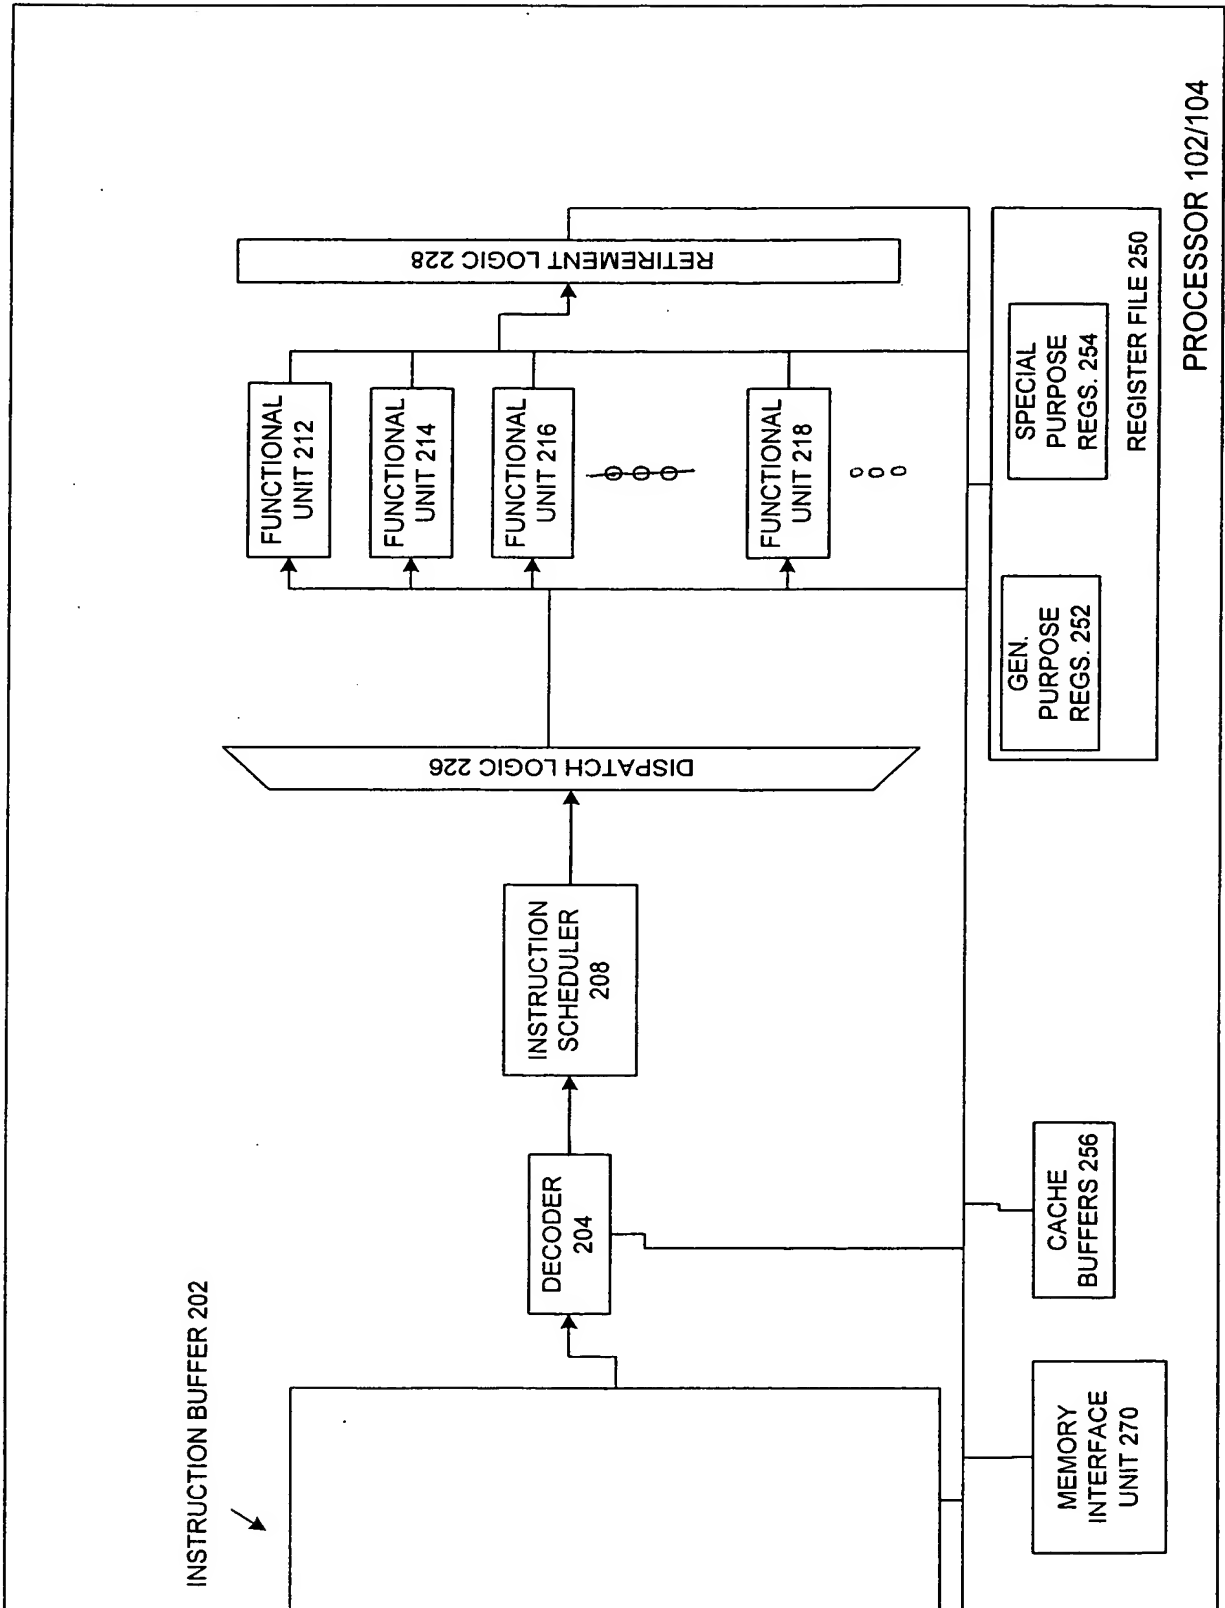 INSTRUCTION BUFFER 202
DECODER
204
INSTRUCTION
SCHEDULER
208
DISPATCH LOGIC 226
FUNCTIONAL
UNIT 212
FUNCTIONAL
UNIT 214
FUNCTIONAL
UNIT 216
FUNCTIONAL
UNIT 218
RETIREMENT LOGIC 228
MEMORY
INTERFACE
UNIT 270
CACHE
BUFFERS 256
GEN.
PURPOSE
REGS. 252
SPECIAL
PURPOSE
REGS. 254
REGISTER FILE 250
PROCESSOR 102/104